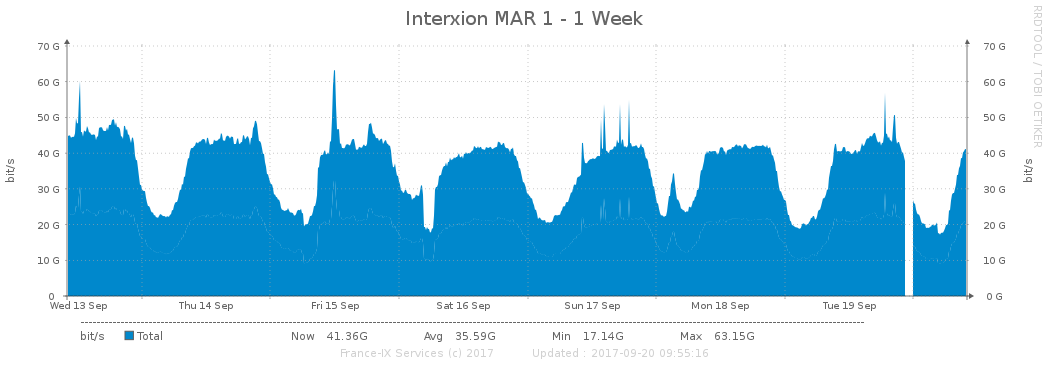 Interxion MAR 1 - 1 Week
RRDTOOL / TOBI OETIKER
70 G 70 G
60 G 60 G
50 G 50 G
40 G 40 G
30 G 30 G
20 G 20 G
10 G 10 G
0 0 G
bit/s bit/s
Wed 13 Sep Thu 14 Sep Fri 15 Sep Sat 16 Sep Sun 17 Sep Mon 18 Sep Tue 19 Sep
bit/s Total Now 41.36G Avg 35.59G Min 17.14G Max 63.15G
France-IX Services (c) 2017 Updated : 2017-09-20 09:55:16